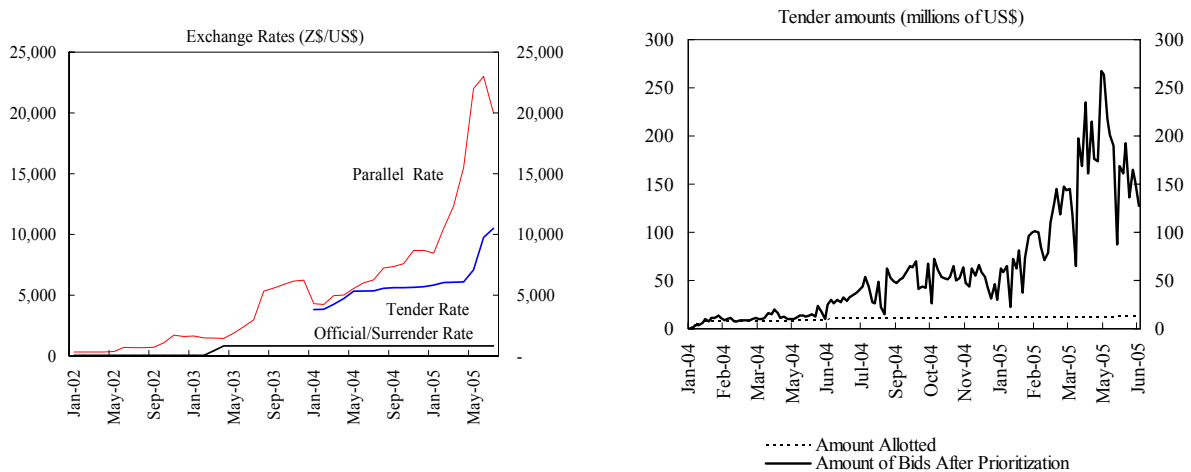 Exchange Rates (Z$/US$)
25,000
20,000
15,000
10,000
5,000
0
25,000
20,000
15,000
10,000
5,000
-
Parallel Rate
Tender Rate
Official/Surrender Rate
Jan-02
May-02
Sep-02
Jan-03
May-03
Sep-03
Jan-04
May-04
Sep-04
Jan-05
May-05
Tender amounts (millions of US$)
300
250
200
150
100
50
0
300
250
200
150
100
50
0
Jan-04
Feb-04
Mar-04
Apr-04
Jun-04
Jul-04
Sep-04
Oct-04
Nov-04
Jan-05
Feb-05
Mar-05
May-05
Jun-05
Amount Allotted
Amount of Bids After Prioritization